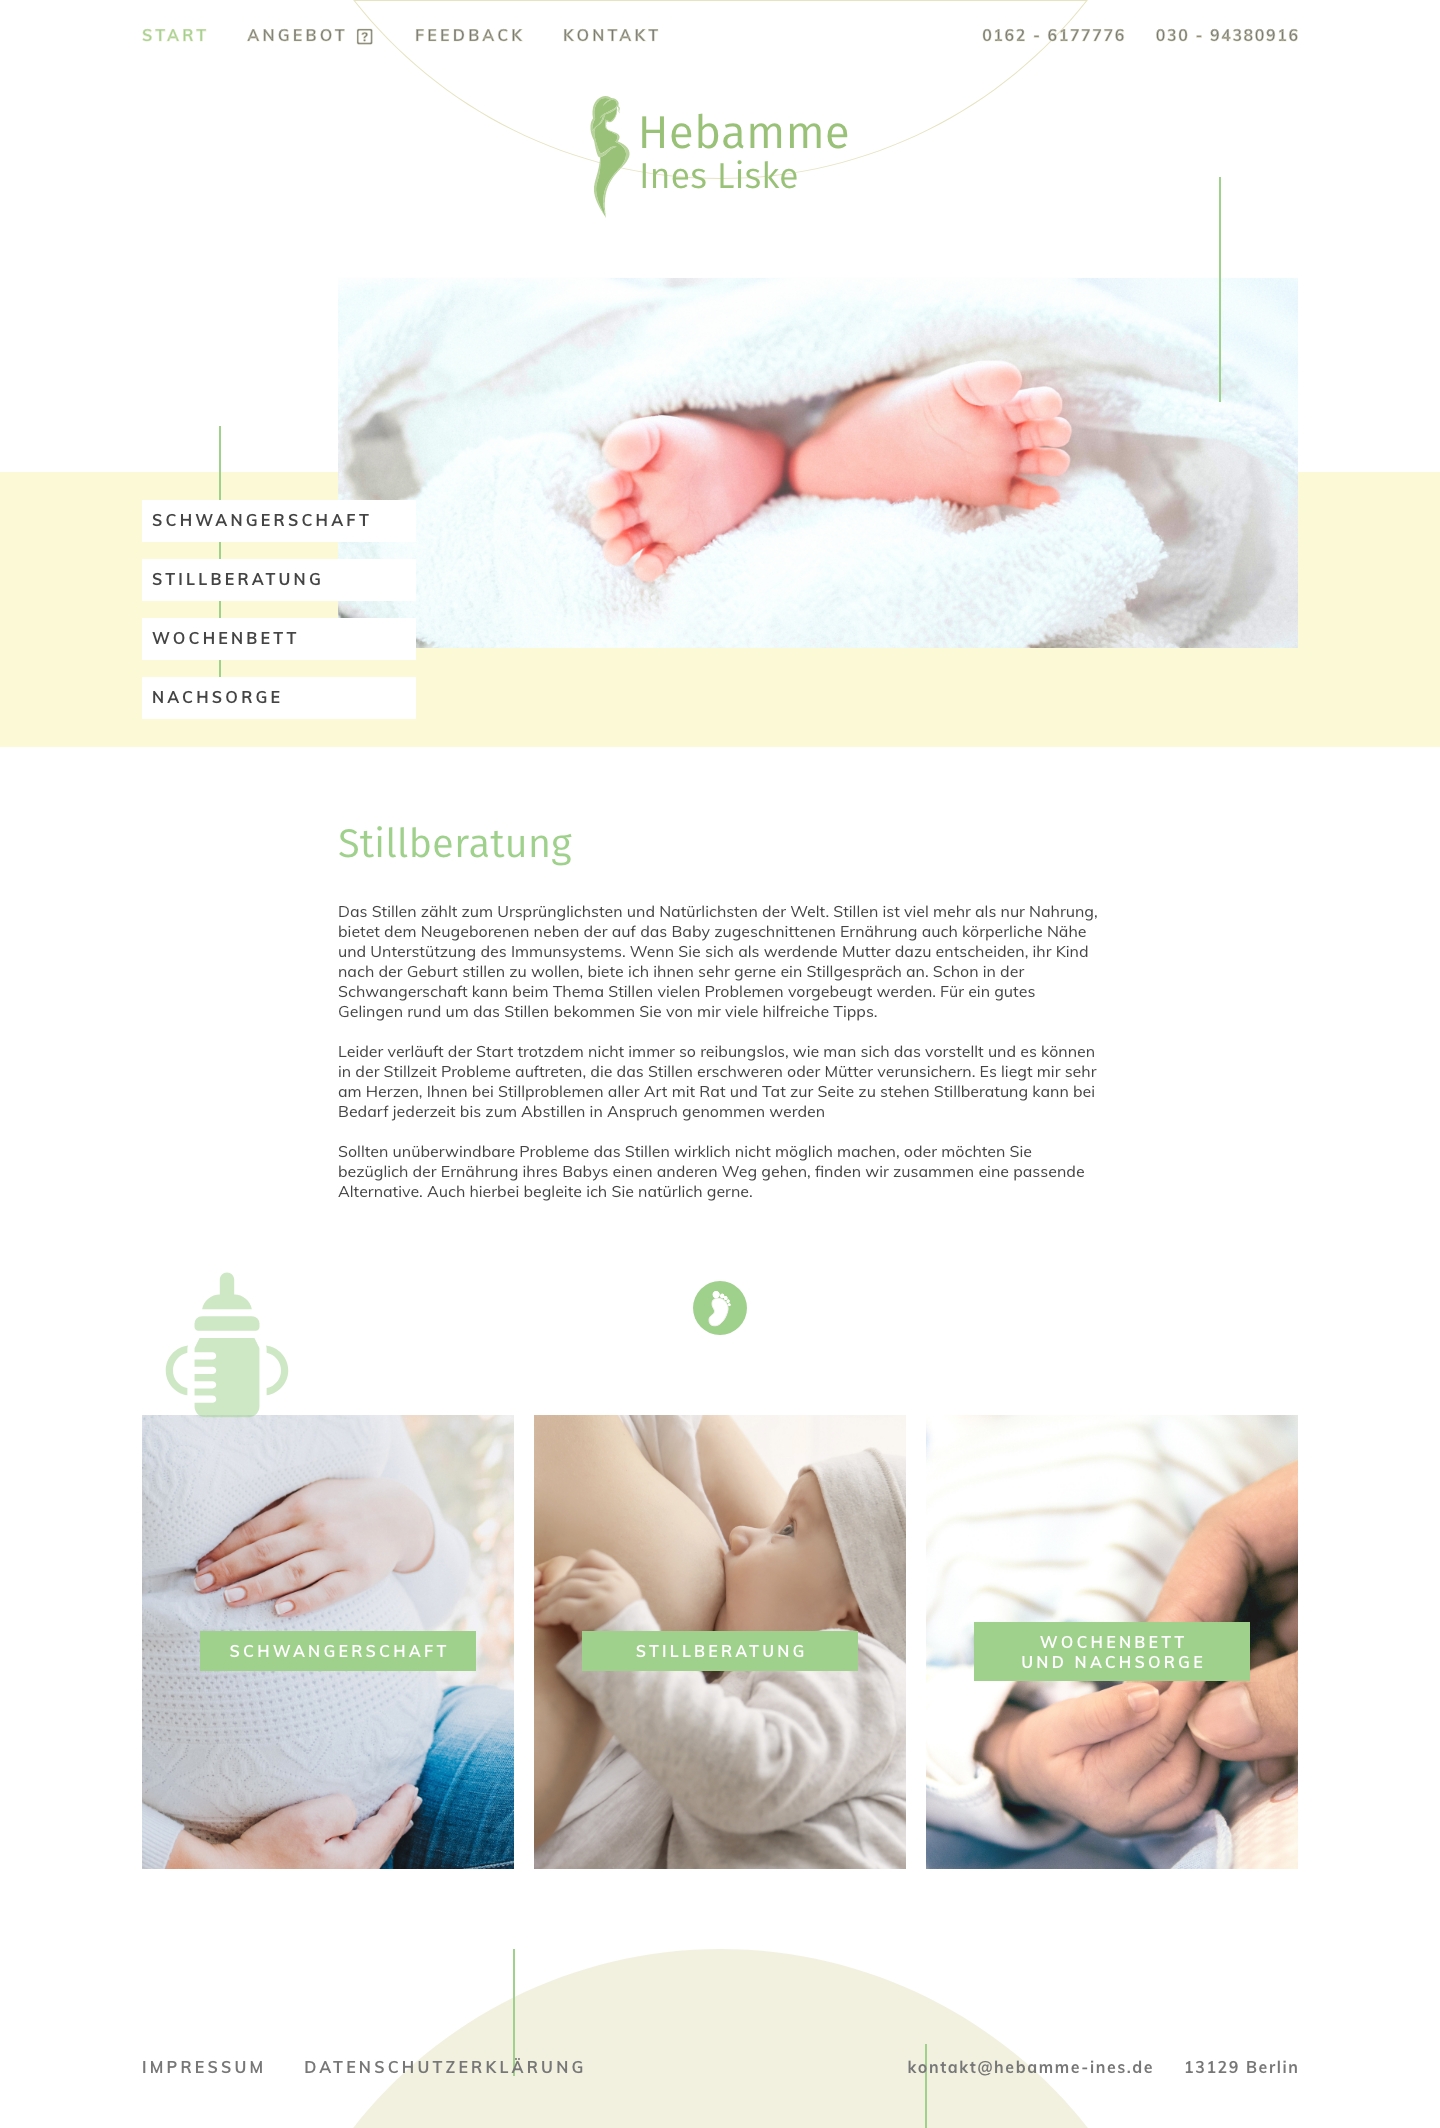 START ANGEBOT FEEDBACK KONTAKT 0162 - 6177776 030 - 94380916
Hebamme
Ines Liske
SCHWANGERSCHAFT
STILLBERATUNG
WOCHENBETT
NACHSORGE
Stillberatung
Das Stillen zählt zum Ursprünglichsten und Natürlichsten der Welt. Stillen ist viel mehr als nur Nahrung,
bietet dem Neugeborenen neben der auf das Baby zugeschnittenen Ernährung auch körperliche Nähe
und Unterstützung des Immunsystems. Wenn Sie sich als werdende Mutter dazu entscheiden, ihr Kind
nach der Geburt stillen zu wollen, biete ich ihnen sehr gerne ein Stillgespräch an. Schon in der
Schwangerschaft kann beim Thema Stillen vielen Problemen vorgebeugt werden. Für ein gutes
Gelingen rund um das Stillen bekommen Sie von mir viele hilfreiche Tipps.
Leider verläuft der Start trotzdem nicht immer so reibungslos, wie man sich das vorstellt und es können
in der Stillzeit Probleme auftreten, die das Stillen erschweren oder Mütter verunsichern. Es liegt mir sehr
am Herzen, Ihnen bei Stillproblemen aller Art mit Rat und Tat zur Seite zu stehen Stillberatung kann bei
Bedarf jederzeit bis zum Abstillen in Anspruch genommen werden
Sollten unüberwindbare Probleme das Stillen wirklich nicht möglich machen, oder möchten Sie
bezüglich der Ernährung ihres Babys einen anderen Weg gehen, finden wir zusammen eine passende
Alternative. Auch hierbei begleite ich Sie natürlich gerne.
SCHWANGERSCHAFT
STILLBERATUNG
WOCHENBETT
UND NACHSORGE
IMPRESSUM DATENSCHUTZERKLÄRUNG kontakt@hebamme-ines.de 13129 Berlin